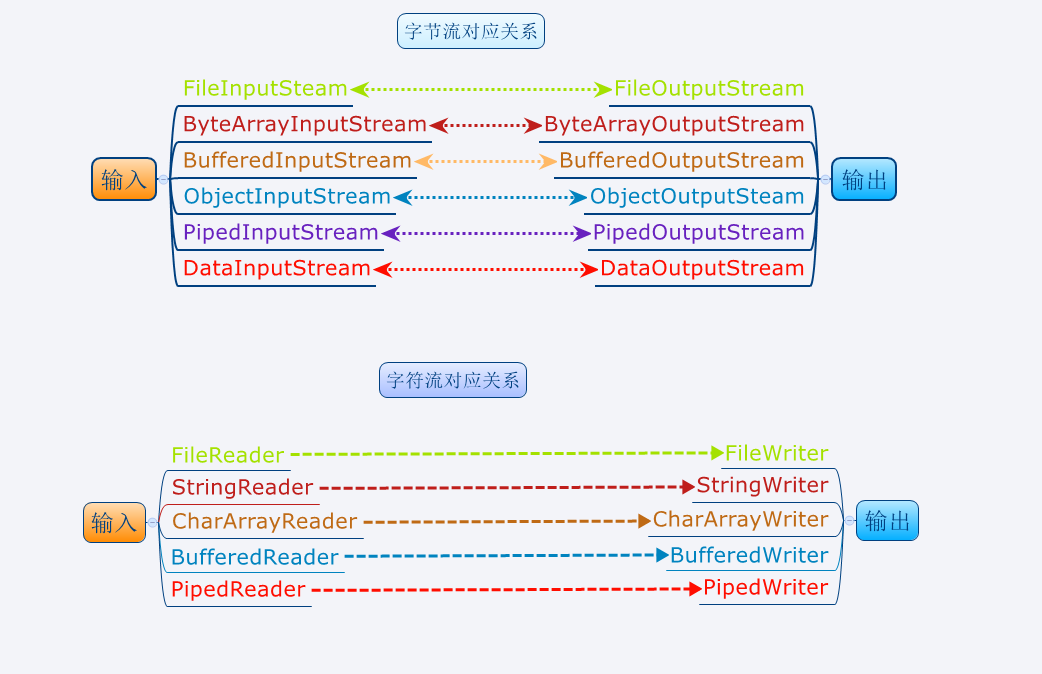 字节流对应关系
FileInputSteam FileOutputStream
ByteArrayInputStream ByteArrayOutputStream
BufferedInputStream BufferedOutputStream
输入 输出
ObjectInputStream ObjectOutputSteam
PipedInputStream PipedOutputStream
DataInputStream DataOutputStream
字符流对应关系
FileReader FileWriter
StringReader StringWriter
输入 CharArrayReader CharArrayWriter 输出
BufferedReader BufferedWriter
PipedReader PipedWriter